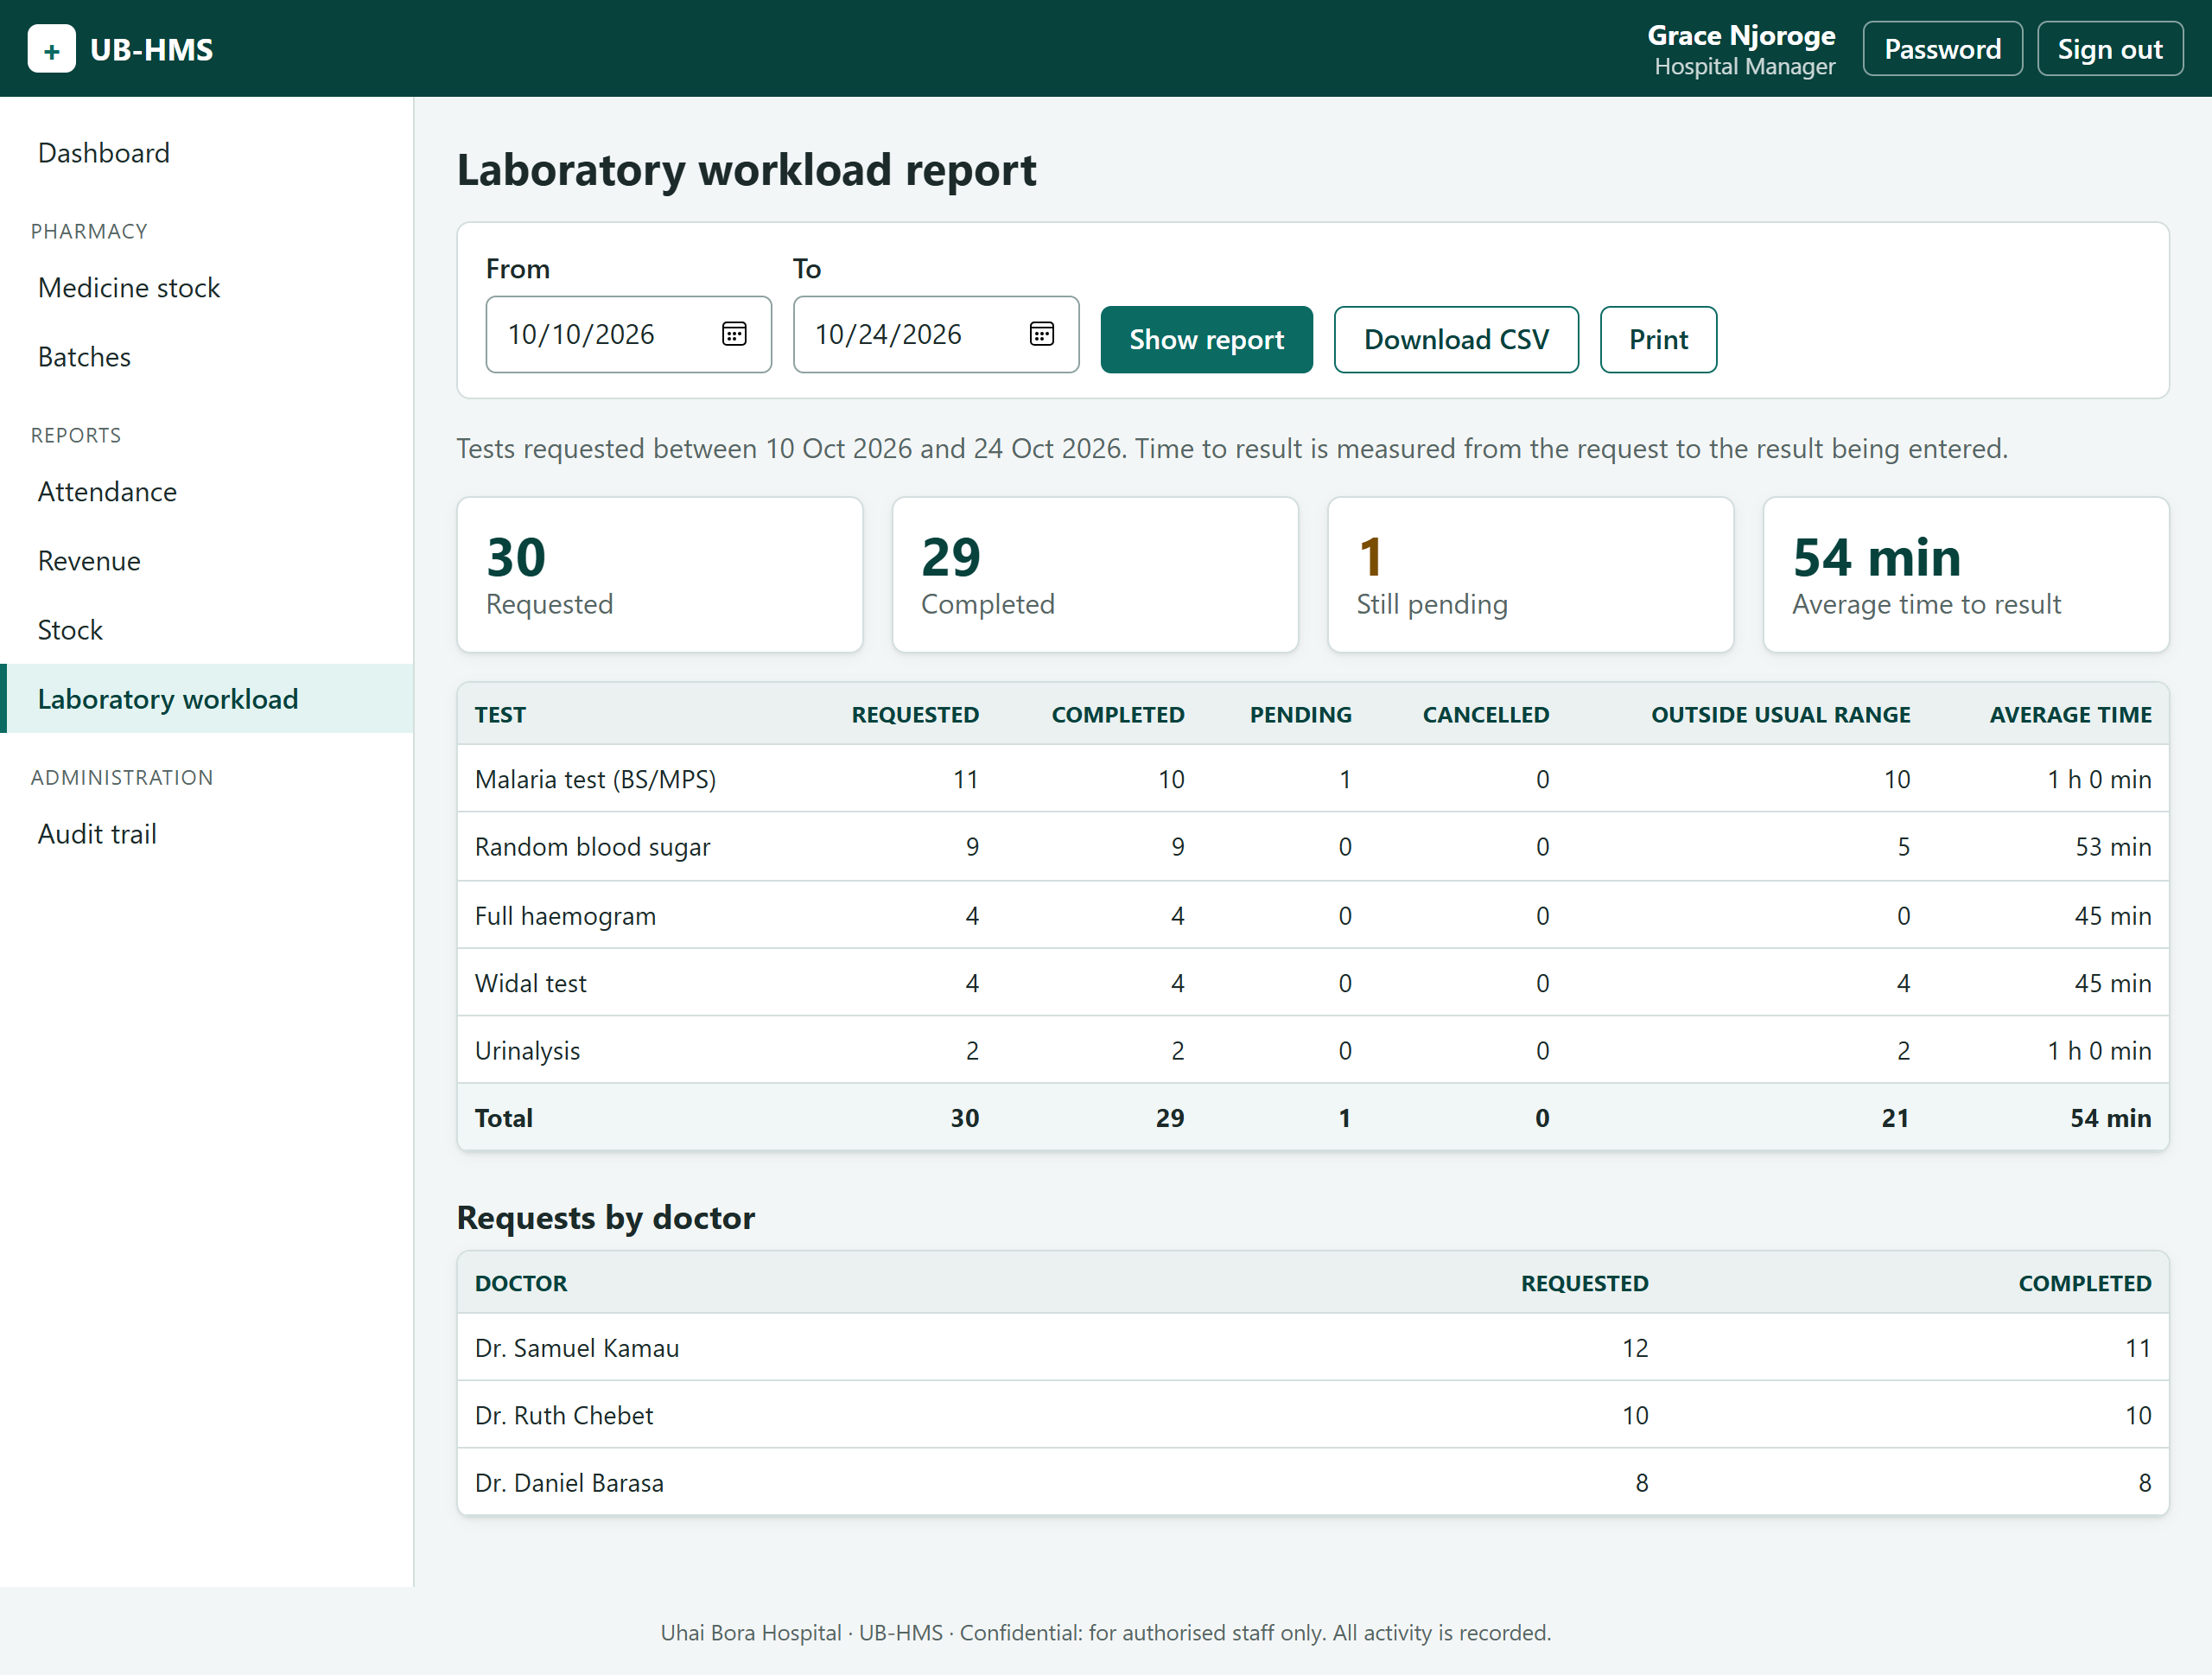 + UB-HMS
Grace Njoroge
Hospital Manager
Password
Sign out
Dashboard
PHARMACY
Medicine stock
Batches
REPORTS
Attendance
Revenue
Stock
Laboratory workload
ADMINISTRATION
Audit trail
Laboratory workload report
From To
10/10/2026 10/24/2026 Show report Download CSV Print
Tests requested between 10 Oct 2026 and 24 Oct 2026. Time to result is measured from the request to the result being entered.
30
Requested
29
Completed
1
Still pending
54 min
Average time to result
TEST REQUESTED COMPLETED PENDING CANCELLED OUTSIDE USUAL RANGE AVERAGE TIME
Malaria test (BS/MPS) 11 10 1 0 10 1 h 0 min
Random blood sugar 9 9 0 0 5 53 min
Full haemogram 4 4 0 0 0 45 min
Widal test 4 4 0 0 4 45 min
Urinalysis 2 2 0 0 2 1 h 0 min
Total 30 29 1 0 21 54 min
Requests by doctor
DOCTOR REQUESTED COMPLETED
Dr. Samuel Kamau 12 11
Dr. Ruth Chebet 10 10
Dr. Daniel Barasa 8 8
Uhai Bora Hospital · UB-HMS · Confidential: for authorised staff only. All activity is recorded.